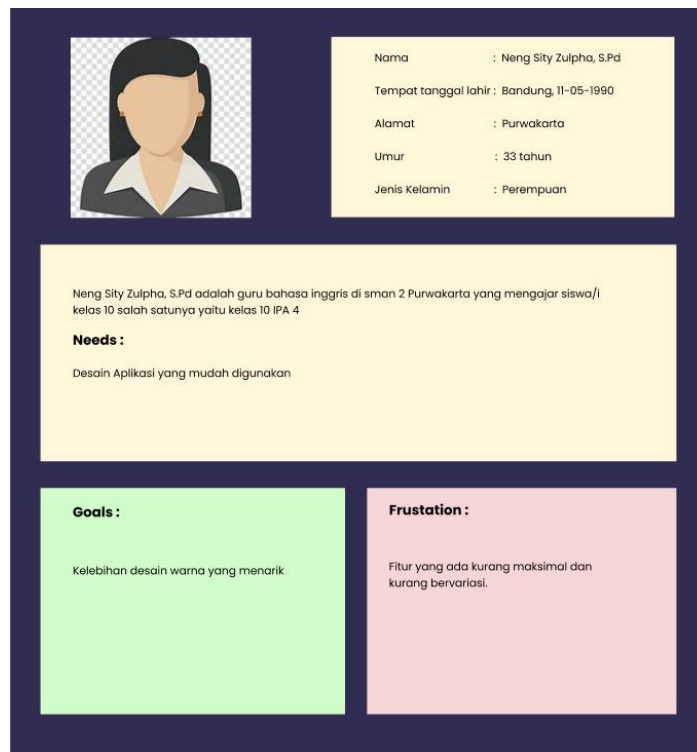 Nama : Neng Sity Zulpha, S.Pd
Tempat tanggal lahir : Bandung, 11-05-1990
Alamat : Purwakarta
Umur : 33 tahun
Jenis Kelamin : Perempuan
Neng Sity Zulpha, S.Pd adalah guru bahasa inggris di sman 2 Purwakarta yang mengajar siswa/i
kelas 10 salah satunya yaitu kelas 10 IPA 4
Needs :
Desain Aplikasi yang mudah digunakan
Goals :
Kelebihan desain warna yang menarik
Frustation :
Fitur yang ada kurang maksimal dan
kurang bervariasi.